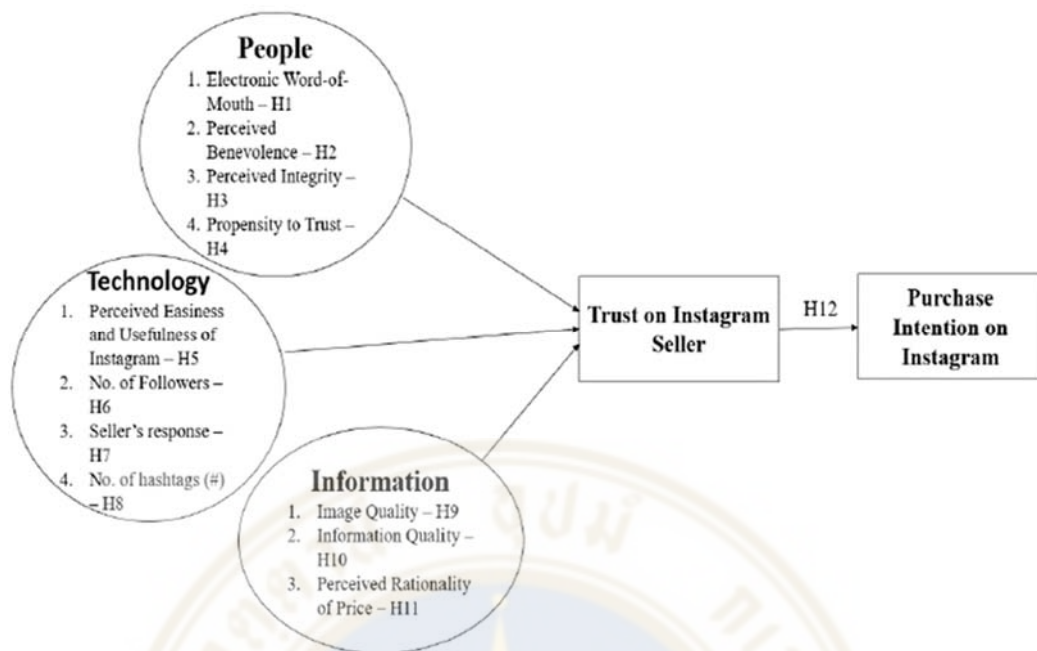 People
1. Electronic Word-of-
Mouth – H1
2. Perceived
Benevolence – H2
3. Perceived Integrity –
H3
4. Propensity to Trust –
H4
Technology
1. Perceived Easiness
and Usefulness of
Instagram – H5
2. No. of Followers –
H6
3. Seller's response –
H7
4. No. of hashtags (#)
– H8
Information
1. Image Quality – H9
2. Information Quality –
H10
3. Perceived Rationality
of Price – H11
Trust on Instagram
Seller
H12
Purchase
Intention on
Instagram